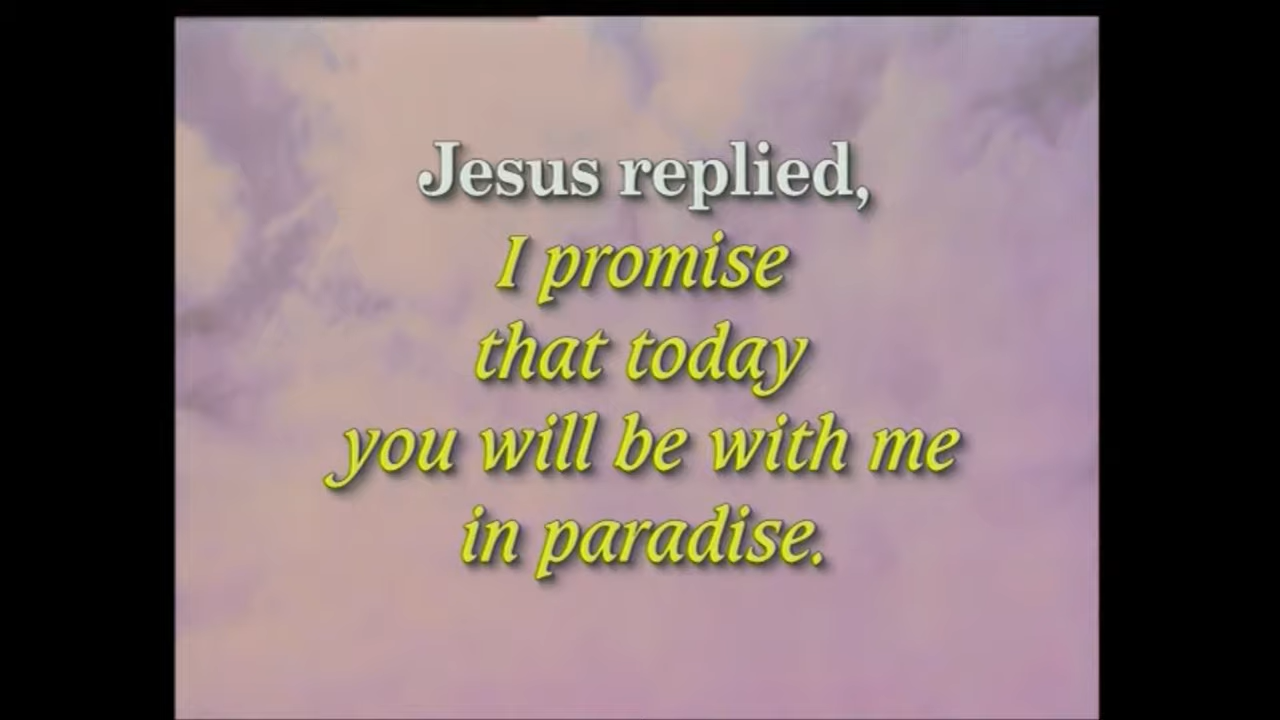 Jesus replied,
I promise
that today
you will be with me
in paradise.